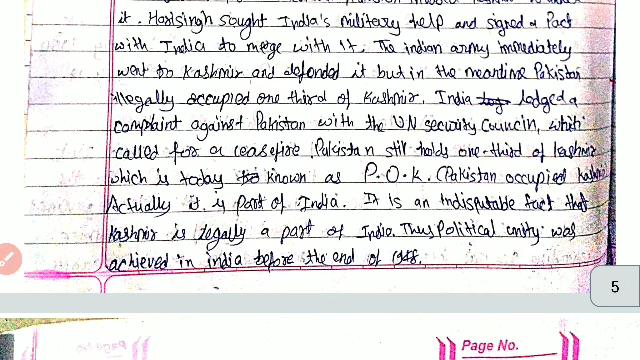 it. Harisingh sought India's military help and signed a Pact
with India to merge with it. The indian army immediately
went to Kashmir and defended it but in the meantime Pakistan
illegally occupied one third of Kashmir. India lodged a
complaint against Pakistan with the UN security Councin, which
called for a ceasefire. Pakistan still holds one-third of Kashmir
which is today known as P.O.K. (Pakistan occupied Kashmir
Actually it is part of India. It is an indisputable fact that
Kashmir is legally a part of India. Thus Political unity was
achieved in india before the end of 1948.
5
Page No.